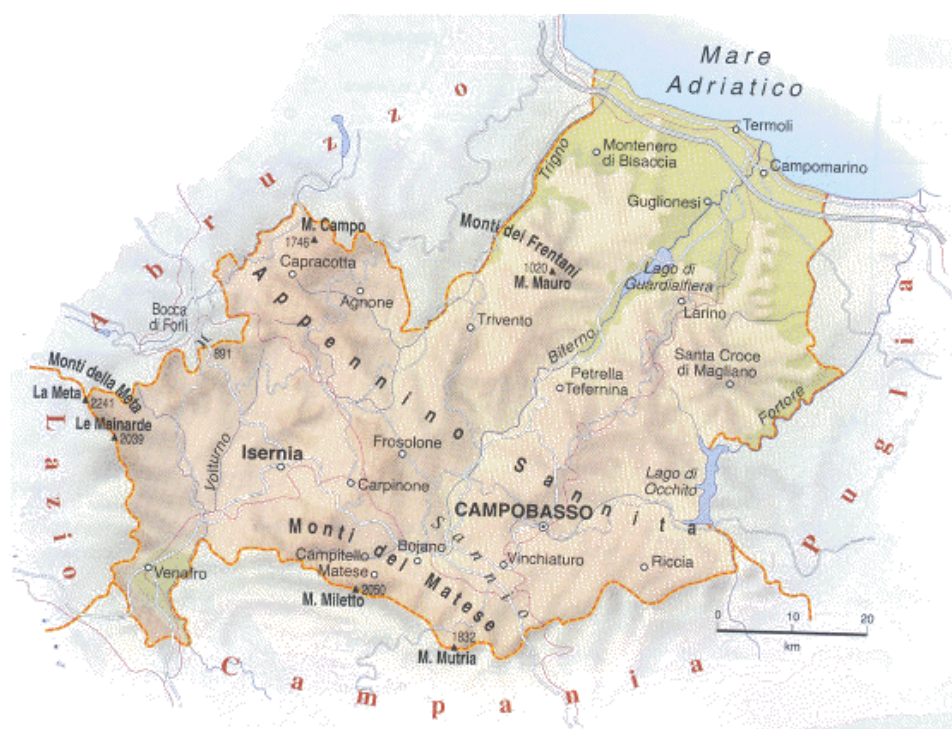 Mare
Adriatico
Termoli
Campomarino
Montenero
di Bisaccia
Guglionesi
Trigno
Abruzzo
Monti dei Frentani
1020
M. Mauro
Lago di
Guardialfiera
Larino
M. Campo
1746
Capracotta
Agnone
Appennino
Sannita
Trivento
Biferno
Bocca
di Forlì
891
Petrella
Tefernina
Santa Croce
di Magliano
Fortore
Puglia
Monti della Meta
La Meta
2241
Le Mainarde
2039
Lazio
Volturno
Isernia
Frosolone
Carpinone
Lago di
Occhito
CAMPOBASSO
Sannio
Monti del Matese
Bojano
Campitello
Matese
Vinchiaturo
Riccia
Venafro
2050
M. Miletto
1832
M. Mutria
Campania
0 20
km